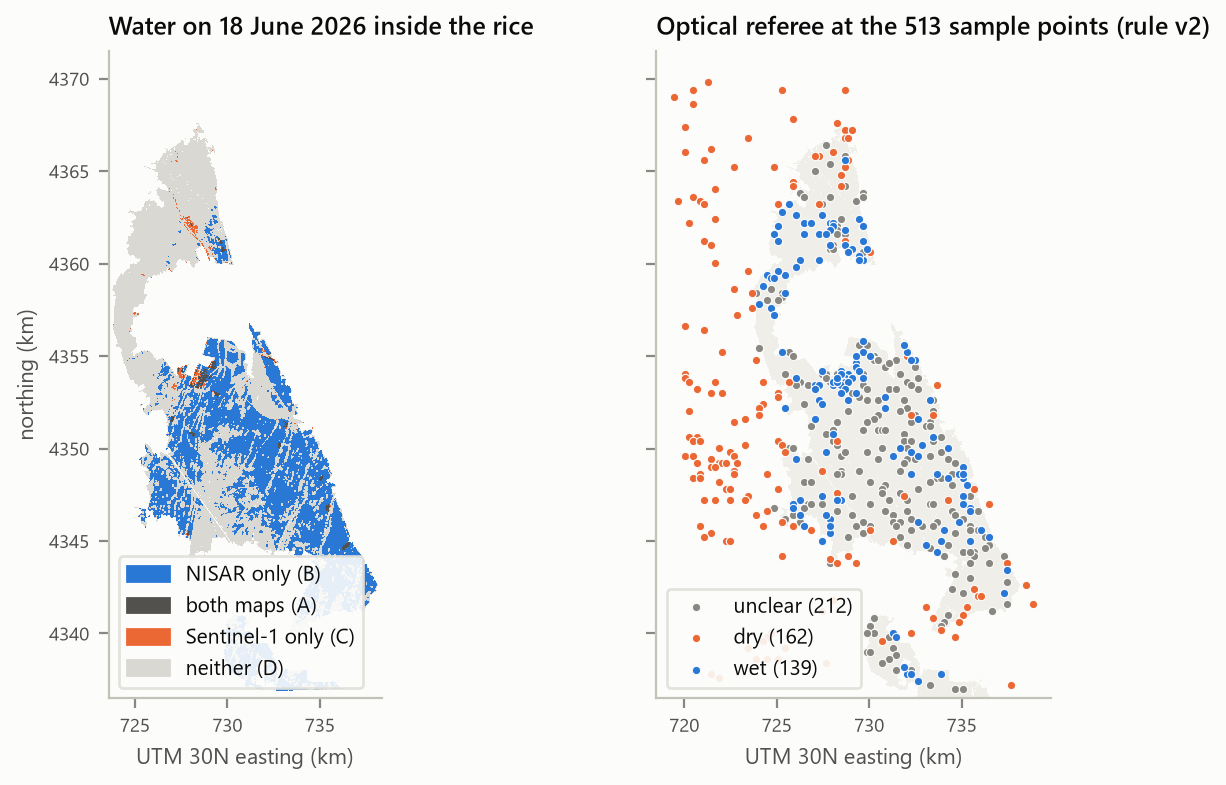 Water on 18 June 2026 inside the rice
4370
4365
4360
4355
4350
4345
4340
northing (km)
NISAR only (B)
both maps (A)
Sentinel-1 only (C)
neither (D)
725
730
735
UTM 30N easting (km)
Optical referee at the 513 sample points (rule v2)
unclear (212)
dry (162)
wet (139)
720
725
730
735
UTM 30N easting (km)